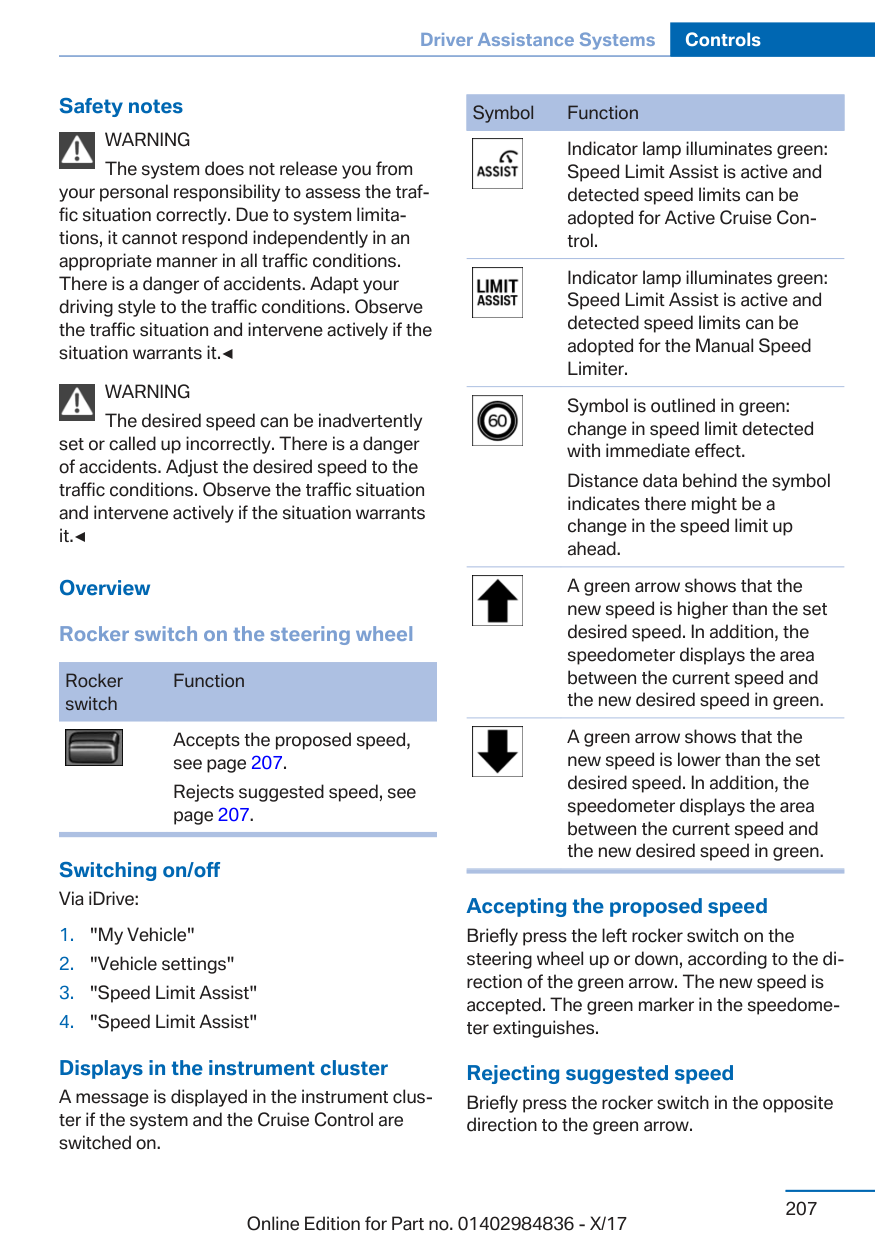 Driver Assistance Systems Controls
Safety notes
WARNING
The system does not release you from
your personal responsibility to assess the traf-
fic situation correctly. Due to system limita-
tions, it cannot respond independently in an
appropriate manner in all traffic conditions.
There is a danger of accidents. Adapt your
driving style to the traffic conditions. Observe
the traffic situation and intervene actively if the
situation warrants it.◄
WARNING
The desired speed can be inadvertently
set or called up incorrectly. There is a danger
of accidents. Adjust the desired speed to the
traffic conditions. Observe the traffic situation
and intervene actively if the situation warrants
it.◄
Overview
Rocker switch on the steering wheel
Rocker Function
switch
Accepts the proposed speed,
see page 207.
Rejects suggested speed, see
page 207.
Switching on/off
Via iDrive:
1. "My Vehicle"
2. "Vehicle settings"
3. "Speed Limit Assist"
4. "Speed Limit Assist"
Displays in the instrument cluster
A message is displayed in the instrument clus-
ter if the system and the Cruise Control are
switched on.
Symbol Function
ASSIST
Indicator lamp illuminates green:
Speed Limit Assist is active and
detected speed limits can be
adopted for Active Cruise Con-
trol.
LIMIT
ASSIST
Indicator lamp illuminates green:
Speed Limit Assist is active and
detected speed limits can be
adopted for the Manual Speed
Limiter.
60
Symbol is outlined in green:
change in speed limit detected
with immediate effect.
Distance data behind the symbol
indicates there might be a
change in the speed limit up
ahead.
A green arrow shows that the
new speed is higher than the set
desired speed. In addition, the
speedometer displays the area
between the current speed and
the new desired speed in green.
A green arrow shows that the
new speed is lower than the set
desired speed. In addition, the
speedometer displays the area
between the current speed and
the new desired speed in green.
Accepting the proposed speed
Briefly press the left rocker switch on the
steering wheel up or down, according to the di-
rection of the green arrow. The new speed is
accepted. The green marker in the speedome-
ter extinguishes.
Rejecting suggested speed
Briefly press the rocker switch in the opposite
direction to the green arrow.
207
Online Edition for Part no. 01402984836 - X/17